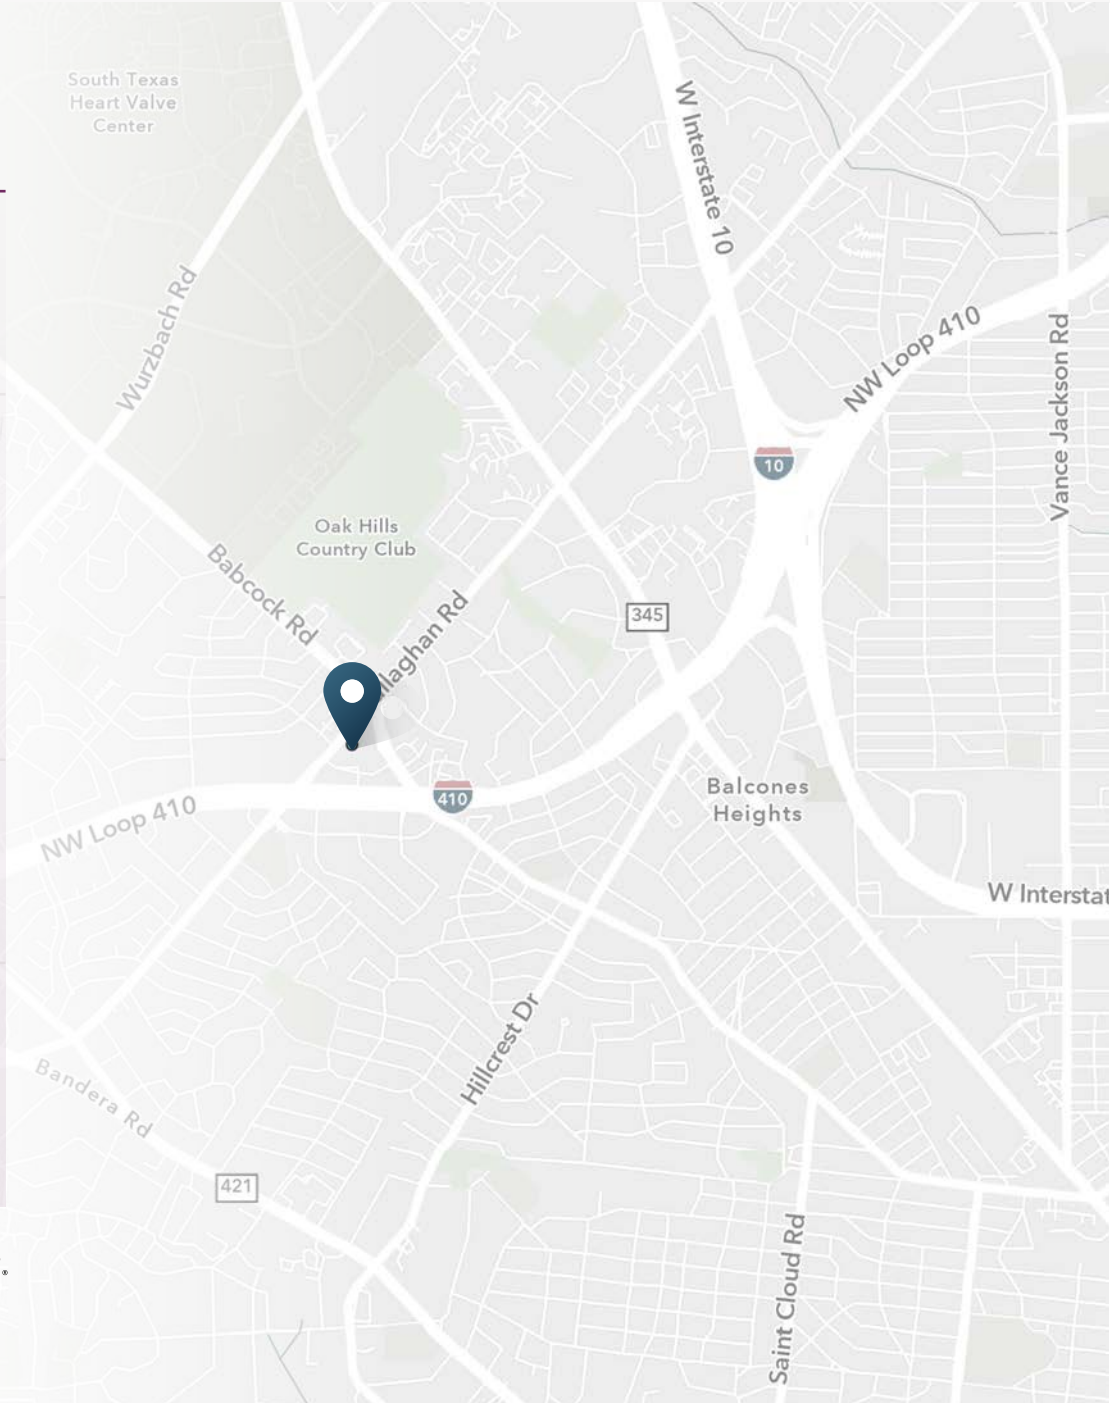 South Texas
Heart Valve
Center
W Interstate 10
Wurzbach Rd
NW Loop 410
Vance Jackson Rd
10
Oak Hills
Country Club
Babcock Rd
llaghan Rd
345
410
Balcones
Heights
NW Loop 410
W Interstat
Hillcrest Dr
Bandera Rd
421
Saint Cloud Rd
®